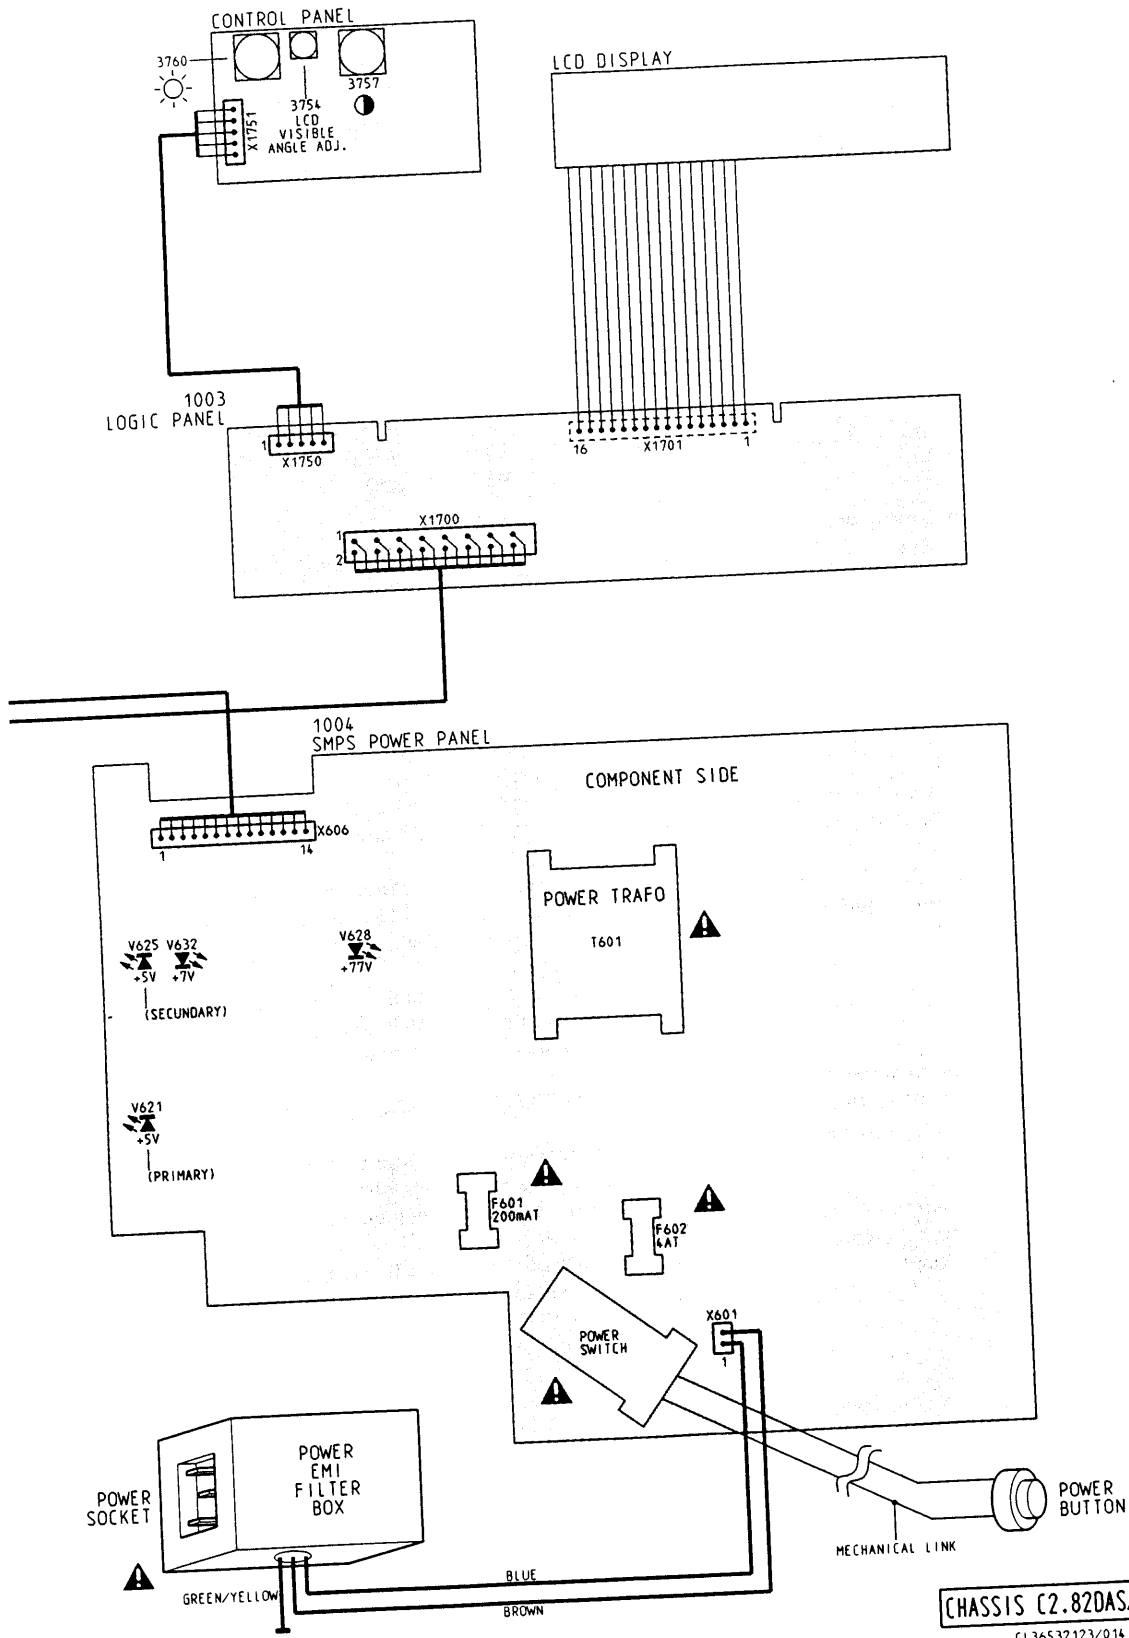 CONTROL PANEL
3760
3757
3754
LCD
VISIBLE
ANGLE ADJ.
X1751
LCD DISPLAY
1003
LOGIC PANEL
1
X1750
16
X1701
1
X1700
1
2
1004
SMPS POWER PANEL
COMPONENT SIDE
X606
1
14
POWER TRAFO
T601
V625
+5V
V632
+7V
(SECUNDARY)
V628
+77V
V621
+5V
(PRIMARY)
F601
200mAT
F602
4AT
POWER
SWITCH
X601
1
POWER
SOCKET
POWER
EMI
FILTER
BOX
POWER
BUTTON
MECHANICAL LINK
GREEN/YELLOW
BLUE
BROWN
CHASSIS C2.82DAS
CL36532123/014